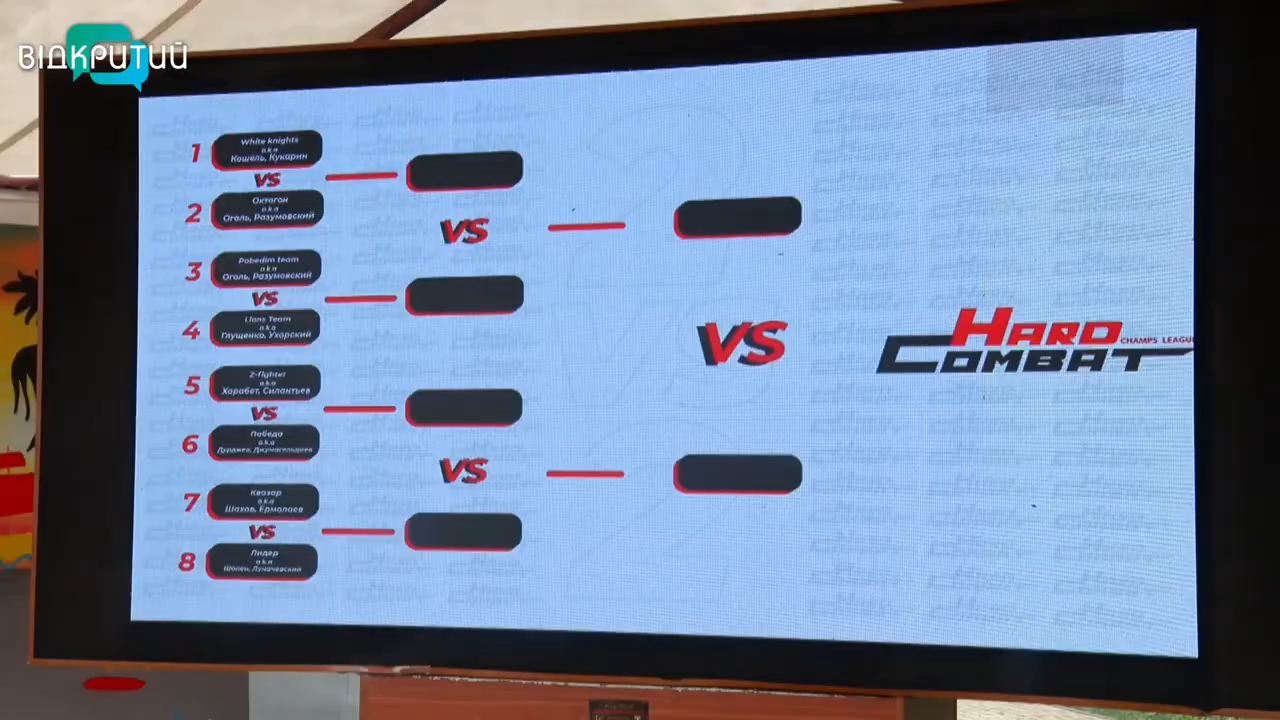 ВІДКРИТИЙ
1
White knights
a.k.a
Кошель, Кукарин
VS
2
Октагон
a.k.a
Оголь, Разумовский
3
Pobedim team
a.k.a
Оголь, Разумовский
VS
4
Lions Team
a.k.a
Глущенко, Ухорский
5
Z-fighter
a.k.a
Харабет, Силантьев
VS
6
Победа
a.k.a
7
Квазар
a.k.a
Шахов, Ермолаев
VS
8
Лидер
a.k.a
VS
VS
VS
HARD
CHAMPS LEAGUE
COMBAT